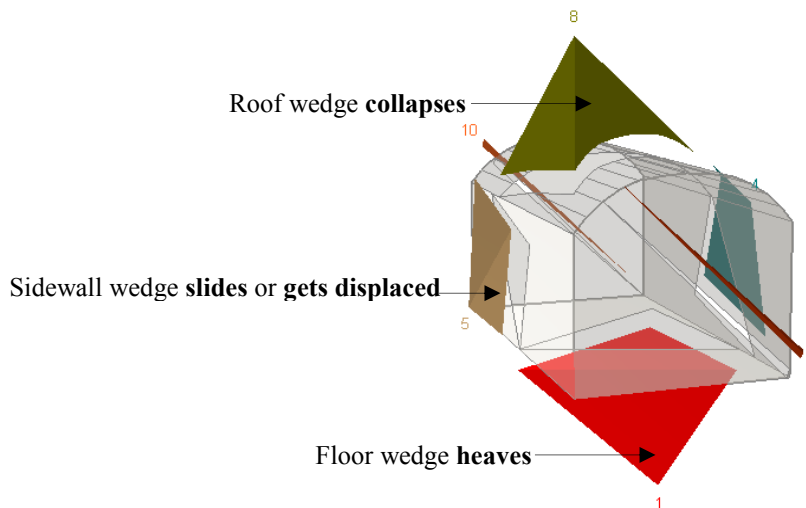 8
Roof wedge collapses
10
4
Sidewall wedge slides or gets displaced
5
Floor wedge heaves
1